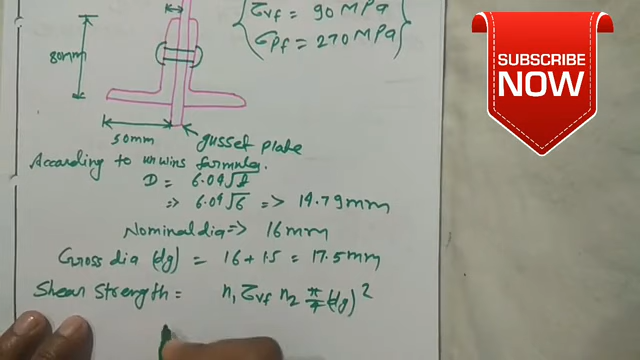 τvf = 90 MPa
σpf = 270 MPa
80mm
50mm
gusset plate
According to unwins formula.
D = 6.04√t
=> 6.04√6 => 14.79mm
Nominal dia => 16mm
Gross dia (dg) = 16 + 1.5 = 17.5mm
Shear Strength = n₁ τvf n₂ π/4 (dg)²
SUBSCRIBE
NOW